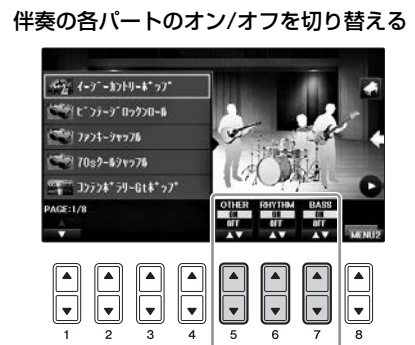 伴奏の各パートのオン/オフを切り替える
イージーカントリーポップ
ビンテージロックンロール
ファンキーシャッフル
70sクールシャッフル
コンテンポラリーGtポップ
PAGE:1/8
OTHER RHYTHM BASS
ON ON ON
OFF OFF OFF
MENU2
1 2 3 4 5 6 7 8